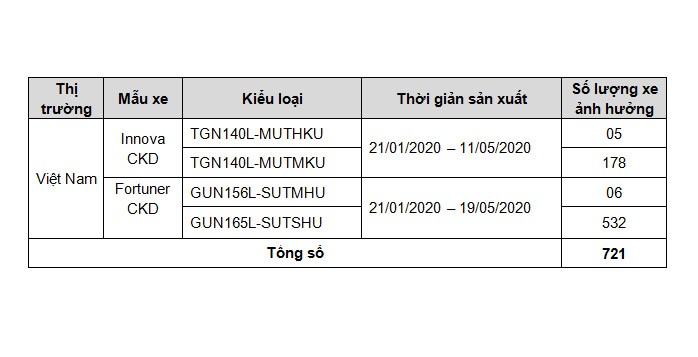 Thị trường Mẫu xe Kiểu loại Thời giản sản xuất Số lượng xe ảnh hưởng
Việt Nam Innova CKD TGN140L-MUTHKU 21/01/2020 – 11/05/2020 05
TGN140L-MUTMKU 178
Fortuner CKD GUN156L-SUTMHU 21/01/2020 – 19/05/2020 06
GUN165L-SUTSHU 532
Tổng số 721